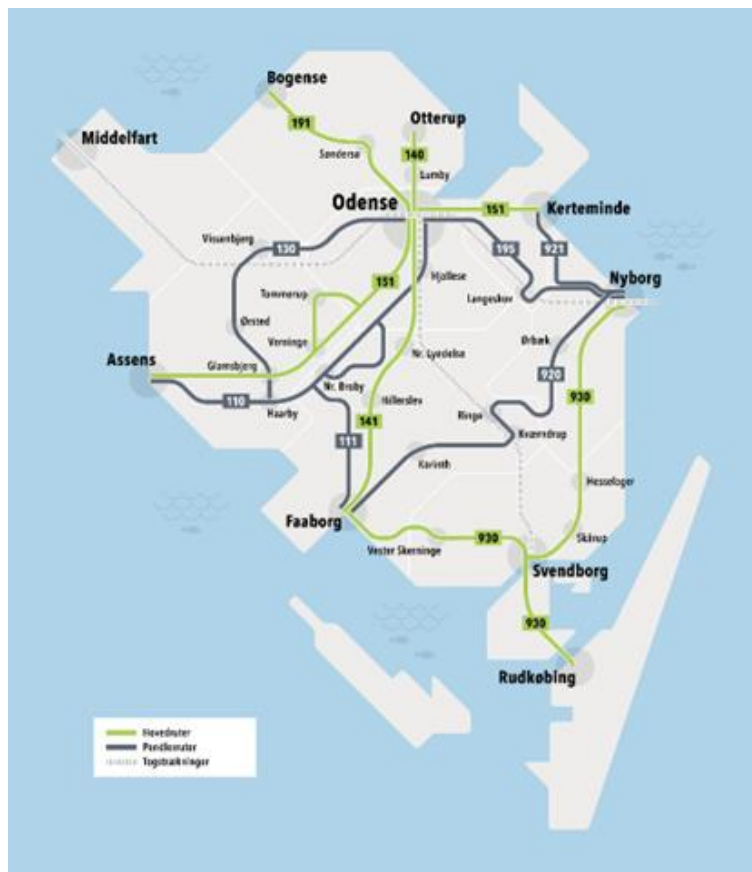 Bogense
191
Otterup
Middelfart
Søndersø
140
Lumby
Odense
151
Kerteminde
Vissenbjerg
130
195
921
Hjallese
Nyborg
Tommerup
151
Langeskov
Ørsted
Verninge
Nr. Lyndelse
Ørbæk
Assens
Glamsbjerg
920
110
Haarby
Nr. Broby
Hillerslev
930
141
Ringe
111
Kværndrup
Korinth
Hesselager
Faaborg
930
Skårup
Vester Skerninge
Svendborg
930
Rudkøbing
Hovedruter
Pendlerruter
Togstrækninger